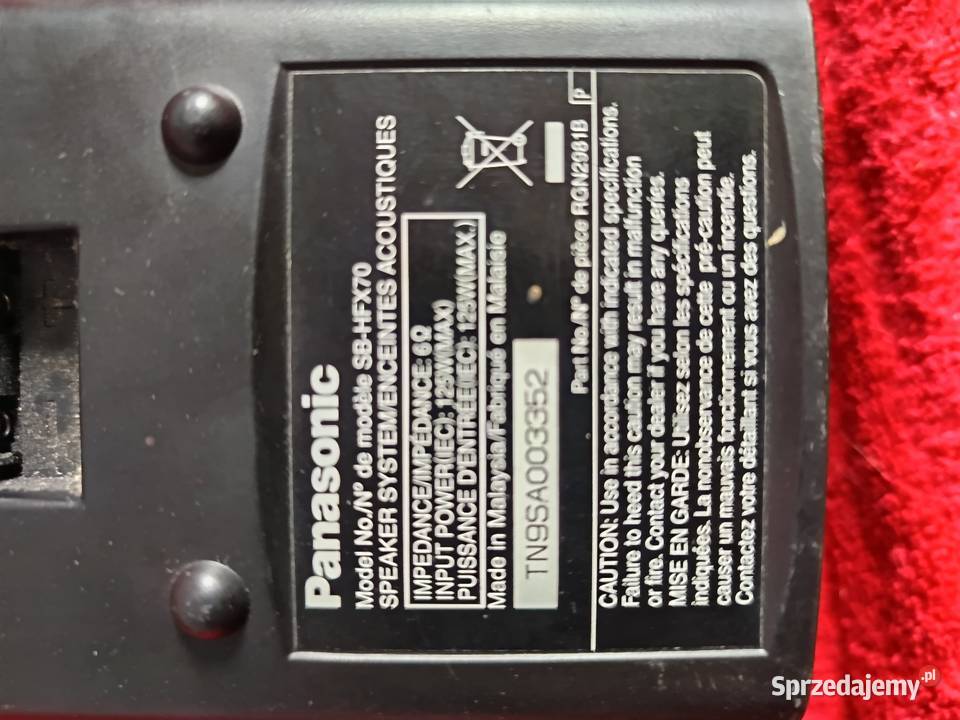 Panasonic
Model No./N° de modèle SB-HFX70
SPEAKER SYSTEM/ENCEINTES ACOUSTIQUES
IMPEDANCE/IMPÉDANCE: 6 Ω
INPUT POWER(IEC): 125W(MAX)
PUISSANCE D'ENTRÉE(IEC): 125W(MAX.)
Made in Malaysia/Fabriqué en Malaisie
TN9SA003352
Part No./N° de pièce RGN2981B
P
CAUTION: Use in accordance with indicated specifications.
Failure to heed this caution may result in malfunction
or fire. Contact your dealer if you have any queries.
MISE EN GARDE: Utilisez selon les spécifications
indiquées. La nonobservance de cette pré-caution peut
causer un mauvais fonctionnement ou un incendie.
Contactez votre détaillant si vous avez des questions.
Sprzedajemy.pl